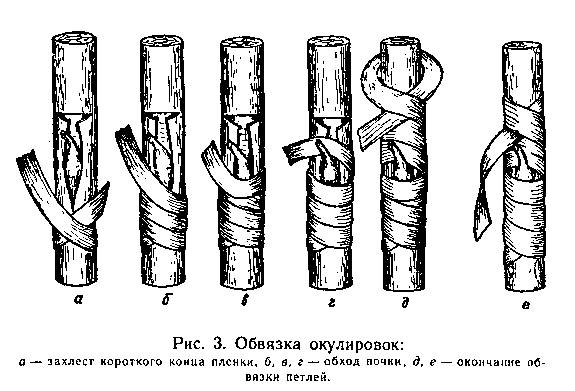 а б в г д е
Рис. 3. Обвязка окулировок:
а — захлест короткого конца пленки, б, в, г — обход почки, д, е — окончание об-
вязки петлей.